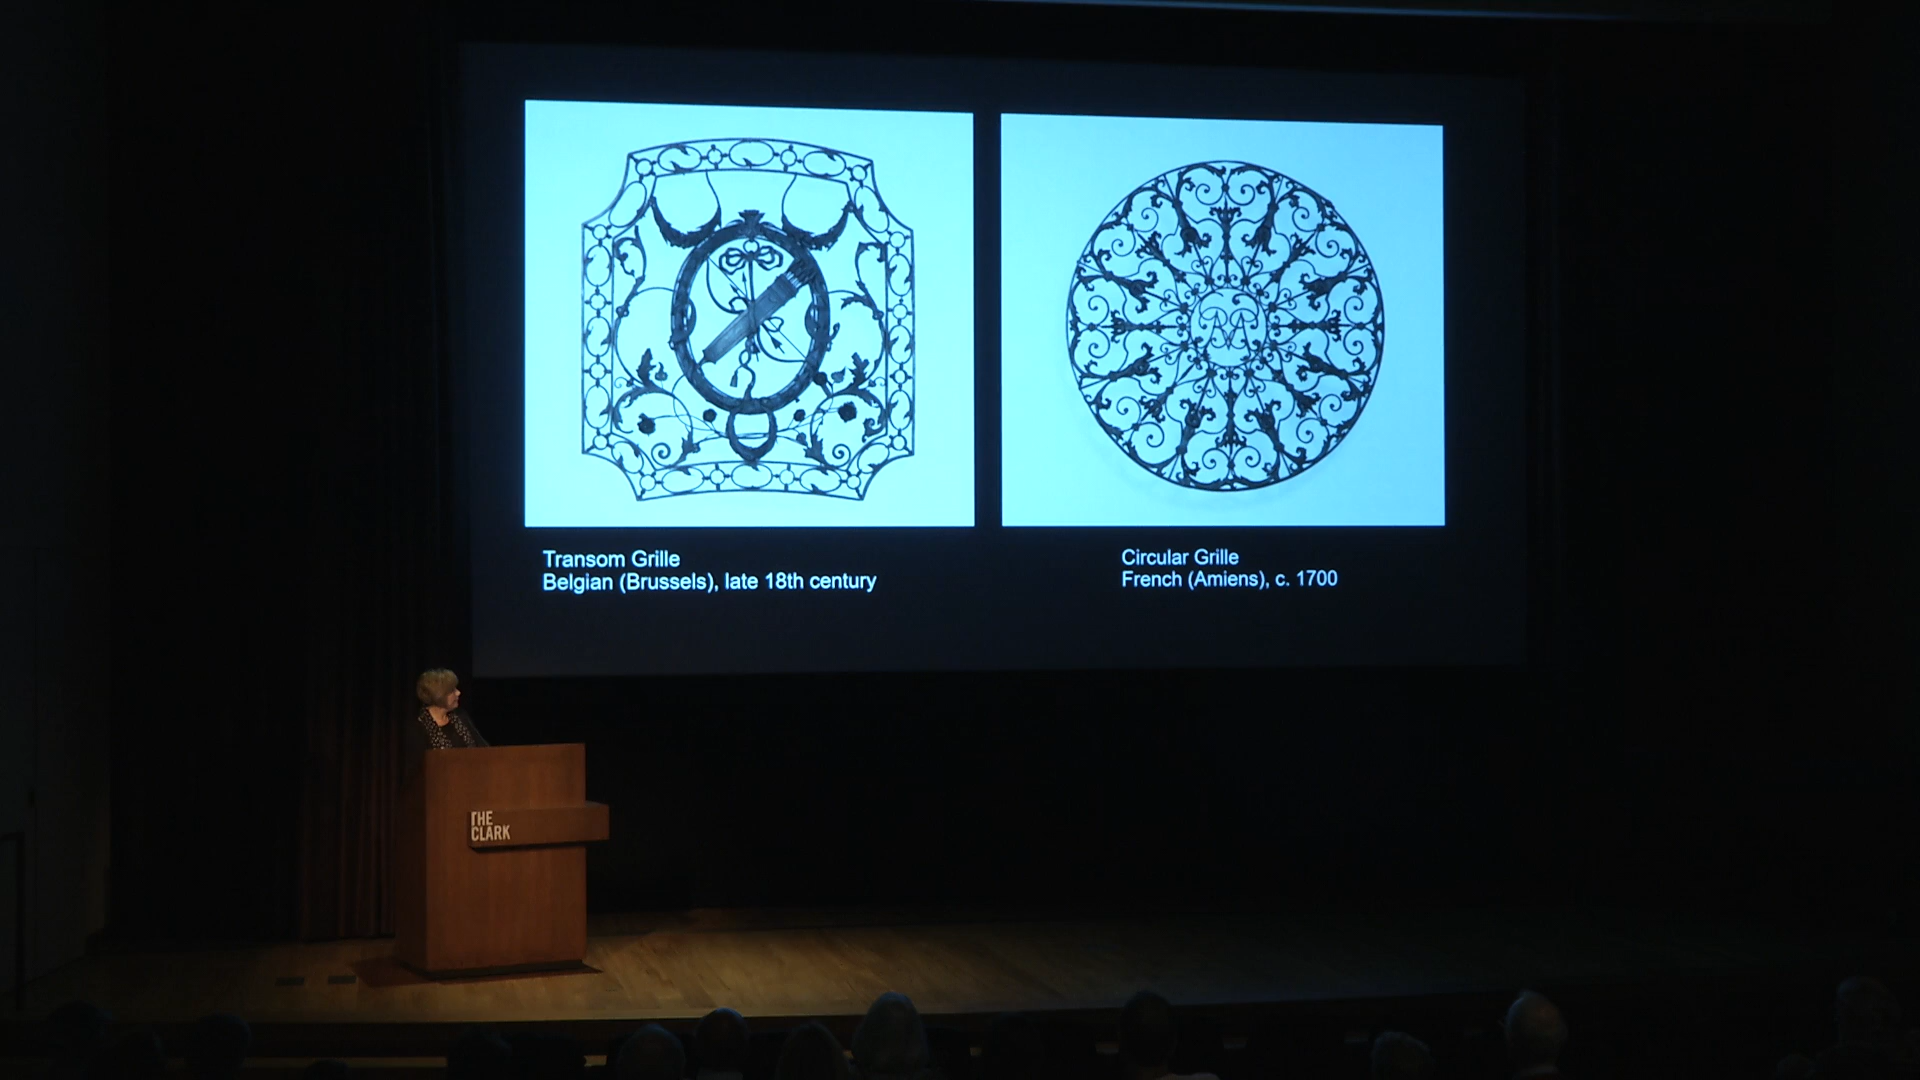 Transom Grille
Belgian (Brussels), late 18th century
Circular Grille
French (Amiens), c. 1700
THE
CLARK